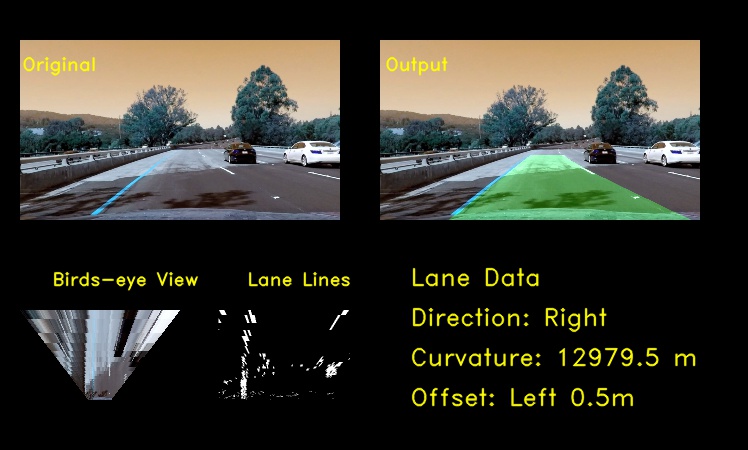 Original
Output
Birds-eye View
Lane Lines
Lane Data
Direction: Right
Curvature: 12979.5 m
Offset: Left 0.5m